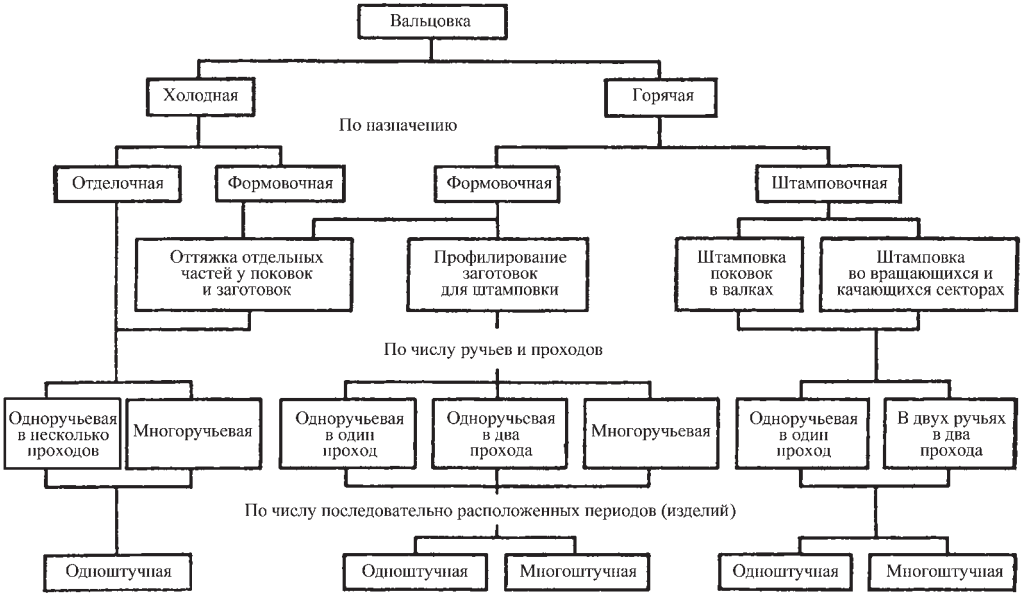 Вальцовка
Холодная
Горячая
По назначению
Отделочная
Формовочная
Формовочная
Штамповочная
Оттяжка отдельных
частей у поковок
и заготовок
Профилирование
заготовок
для штамповки
Штамповка
поковок
в валках
Штамповка
во вращающихся и
качающихся секторах
По числу ручьев и проходов
Одноручьевая
в несколько
проходов
Многоручьевая
Одноручьевая
в один
проход
Одноручьсвая
в два
прохода
Многоручьевая
Одноручьевая
в один
проход
В двух ручьях
в два
прохода
По числу последовательно расположенных периодов (изделий)
Одноштучная
Одноштучная
Многоштучная
Одноштучная
Многоштучная